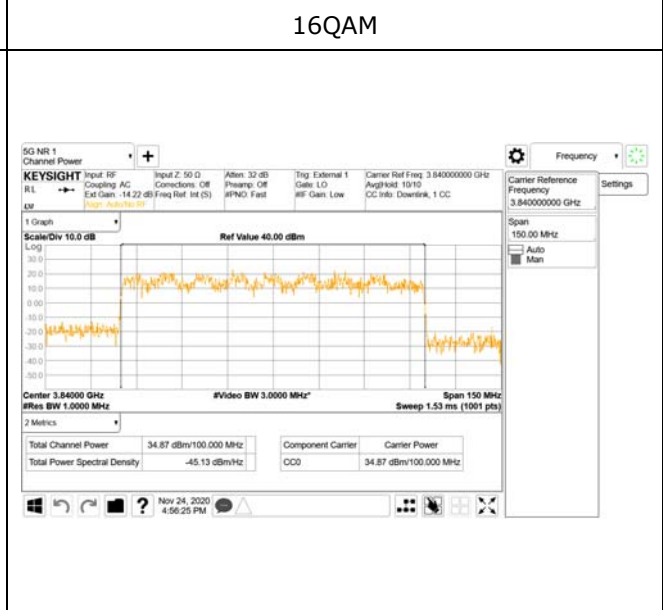 16QAM
5G NR 1
Channel Power
KEYSIGHT
RL
Input: RF
Coupling: AC
Ext Gain: -14.22 dB
Align: Auto/No RF
Input Z: 50 Ω
Corrections: Off
Freq Ref: Int (S)
Atten: 32 dB
Preamp: Off
#PNO: Fast
Trig: External 1
Gate: LO
#IF Gain: Low
Carrier Ref Freq: 3.840000000 GHz
Avg|Hold: 10/10
CC Info: Downlink, 1 CC
1 Graph
Scale/Div 10.0 dB
Ref Value 40.00 dBm
Log
30.0
20.0
10.0
0.00
-10.0
-20.0
-30.0
-40.0
-50.0
Center 3.84000 GHz
#Video BW 3.0000 MHz*
Span 150 MHz
#Res BW 1.0000 MHz
Sweep 1.53 ms (1001 pts)
2 Metrics
Total Channel Power 34.87 dBm/100.000 MHz
Total Power Spectral Density -45.13 dBm/Hz
Component Carrier Carrier Power
CC0 34.87 dBm/100.000 MHz
?
Nov 24, 2020
4:56:25 PM
Frequency
Settings
Carrier Reference
Frequency
3.840000000 GHz
Span
150.00 MHz
Auto
Man